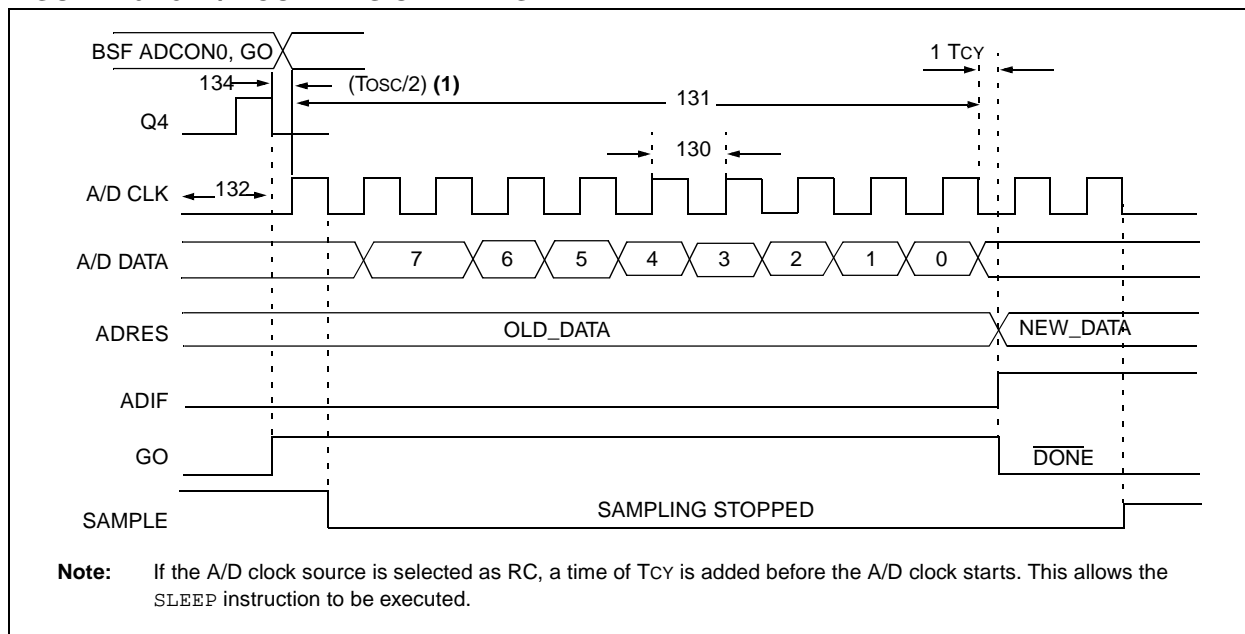 BSF ADCON0, GO
1 TCY
134
(TOSC/2) (1)
131
Q4
130
A/D CLK
132
A/D DATA
7
6
5
4
3
2
1
0
ADRES
OLD_DATA
NEW_DATA
ADIF
GO
DONE
SAMPLE
SAMPLING STOPPED
Note: If the A/D clock source is selected as RC, a time of TCY is added before the A/D clock starts. This allows the
SLEEP instruction to be executed.